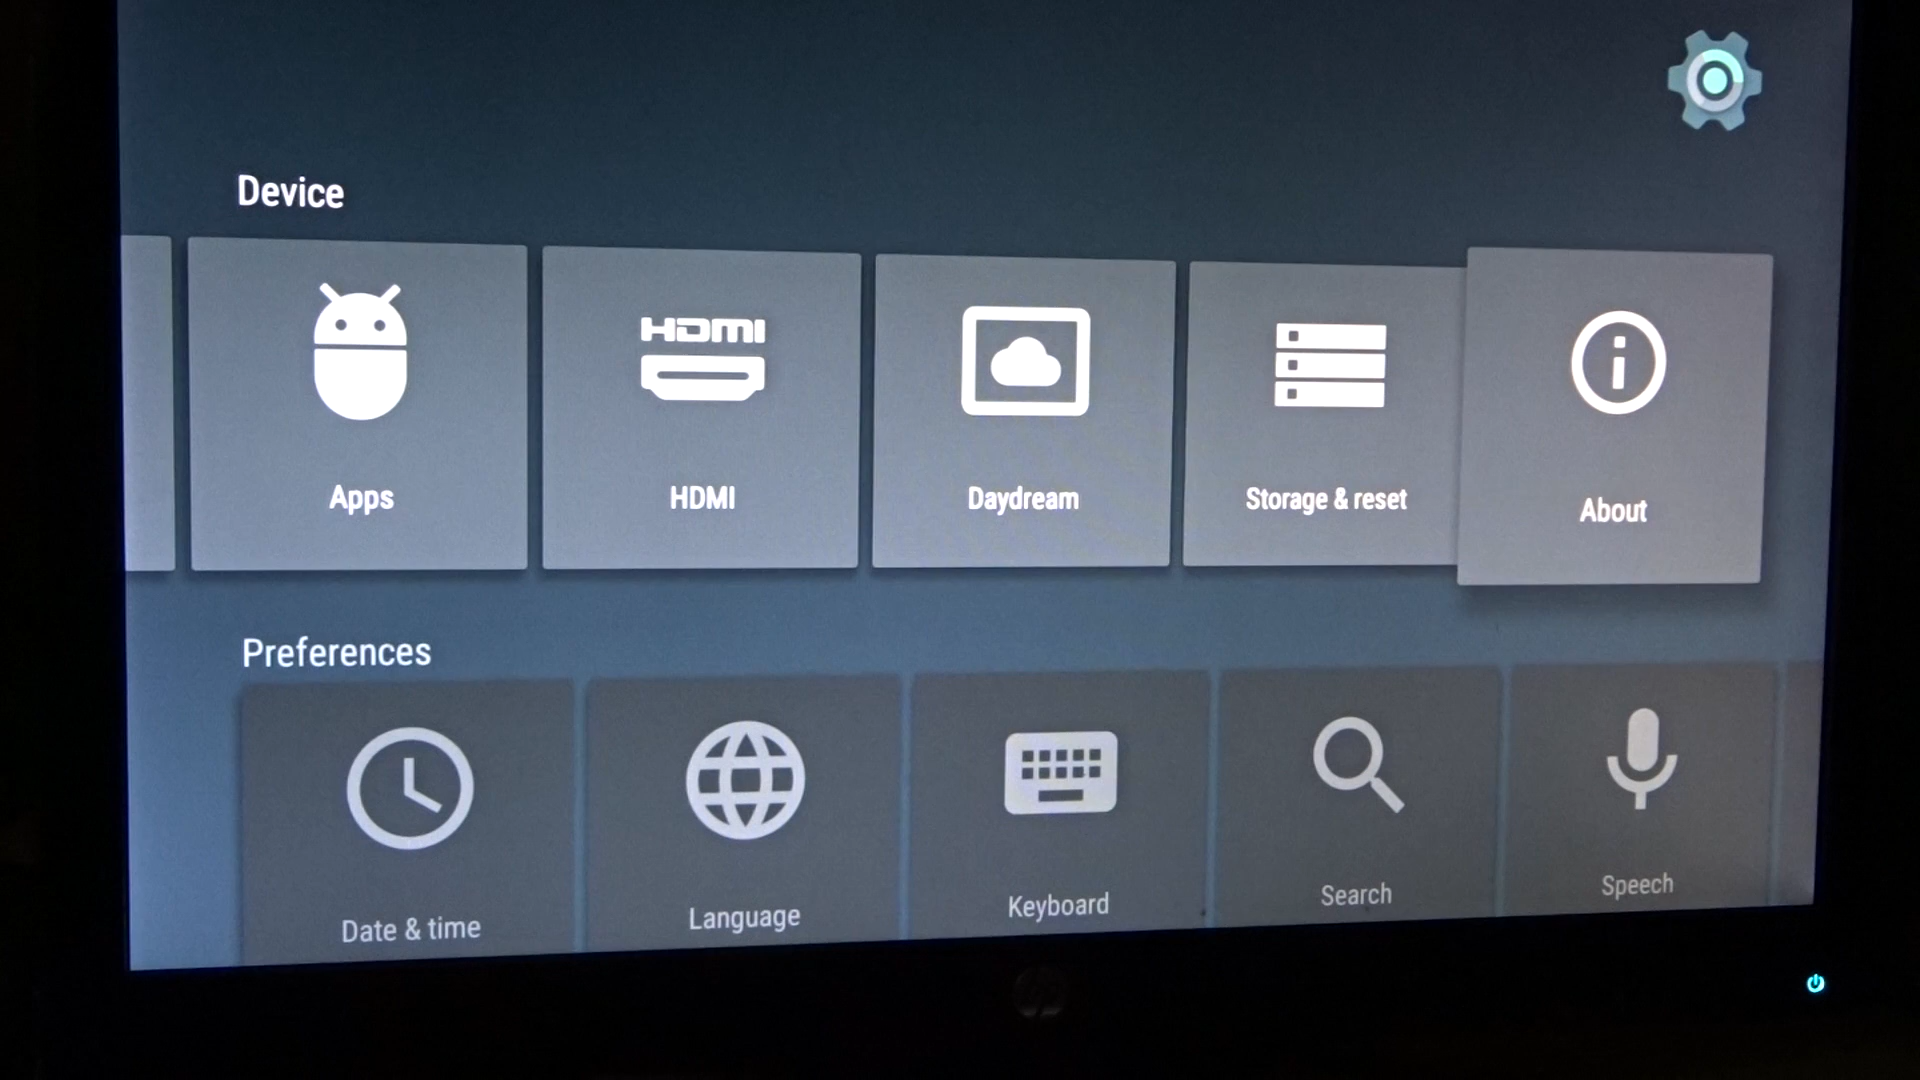 Device
HDMI
Apps
HDMI
Daydream
Storage & reset
About
Preferences
Date & time
Language
Keyboard
Search
Speech